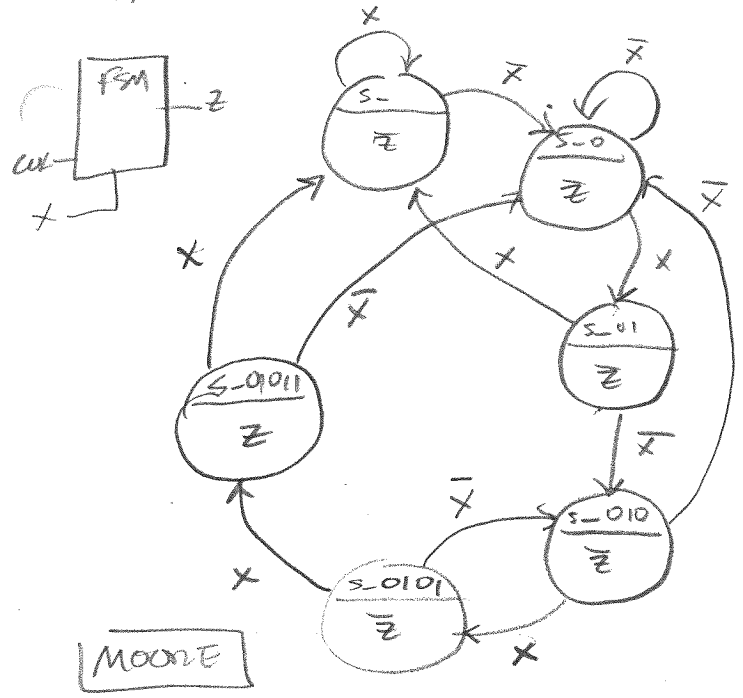 FSM
Z
CLK
X
X
S_
Z̅
X̅
X̅
S_0
Z̅
X
X̅
X
X̅
X
S_01
Z̅
X̅
S_01011
Z
X̅
S_010
Z̅
X
S_0101
Z̅
X
MOORE